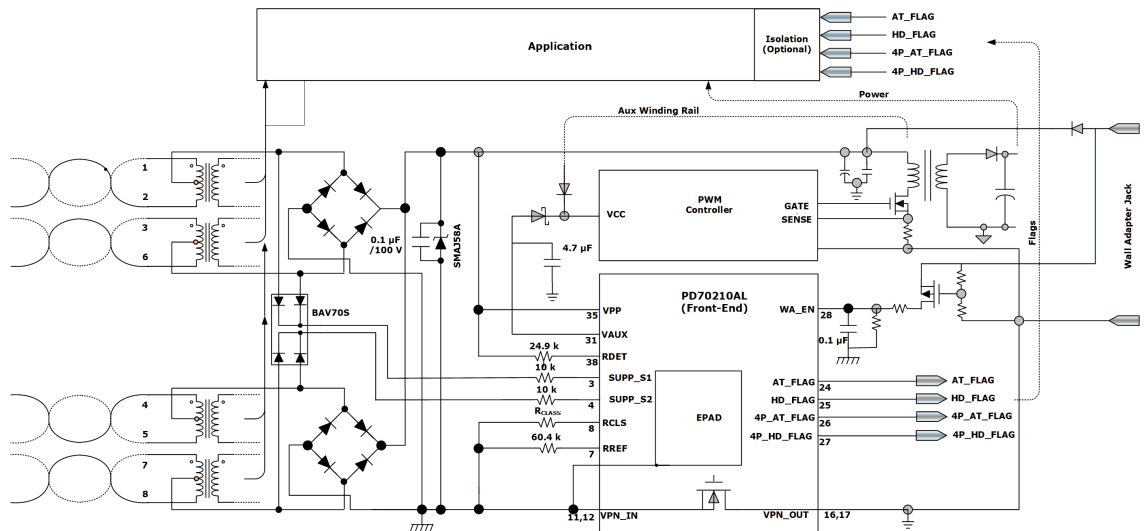 Application
Isolation
(Optional)
AT_FLAG
HD_FLAG
4P_AT_FLAG
4P_HD_FLAG
Power
Aux Winding Rail
1
2
3
6
4
5
7
8
0.1 µF
/100 V
SMAJ58A
BAV70S
VCC
PWM
Controller
GATE
SENSE
4.7 µF
Flags
Wall Adapter Jack
PD70210AL
(Front-End)
VPP
35
VAUX
31
24.9 k
RDET
38
10 k
SUPP_S1
3
10 k
SUPP_S2
4
RCLASS
RCLS
8
60.4 k
RREF
7
EPAD
WA_EN
28
0.1 µF
AT_FLAG
24
AT_FLAG
HD_FLAG
25
HD_FLAG
4P_AT_FLAG
26
4P_AT_FLAG
4P_HD_FLAG
27
4P_HD_FLAG
11,12
VPN_IN
VPN_OUT
16,17